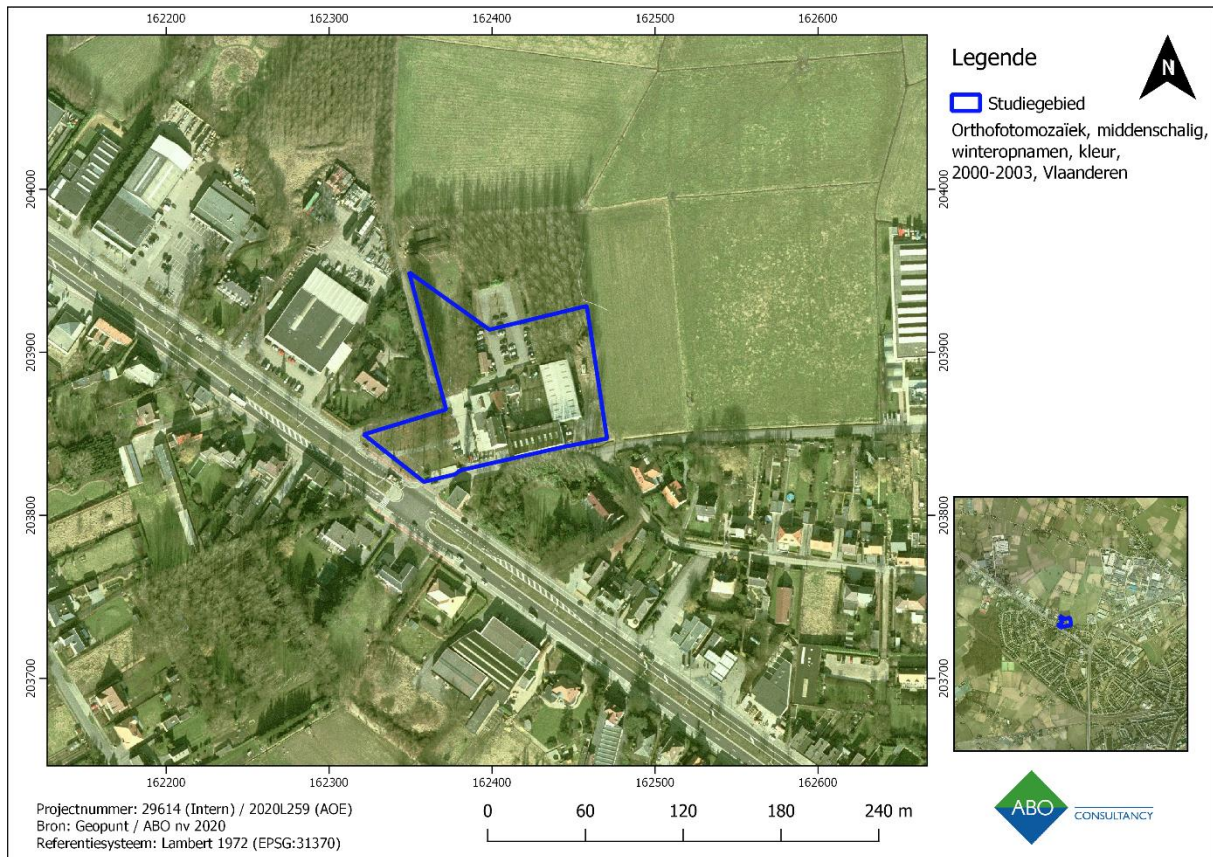 162200 162300 162400 162500 162600
204000 204000
203900 203900
203800 203800
203700 203700
162200 162300 162400 162500 162600
Legende
N
Studiegebied
Orthofotomozaïek, middenschalig,
winteropnamen, kleur,
2000-2003, Vlaanderen
Projectnummer: 29614 (Intern) / 2020L259 (AOE)
Bron: Geopunt / ABO nv 2020
Referentiesysteem: Lambert 1972 (EPSG:31370)
0 60 120 180 240 m
ABO
CONSULTANCY